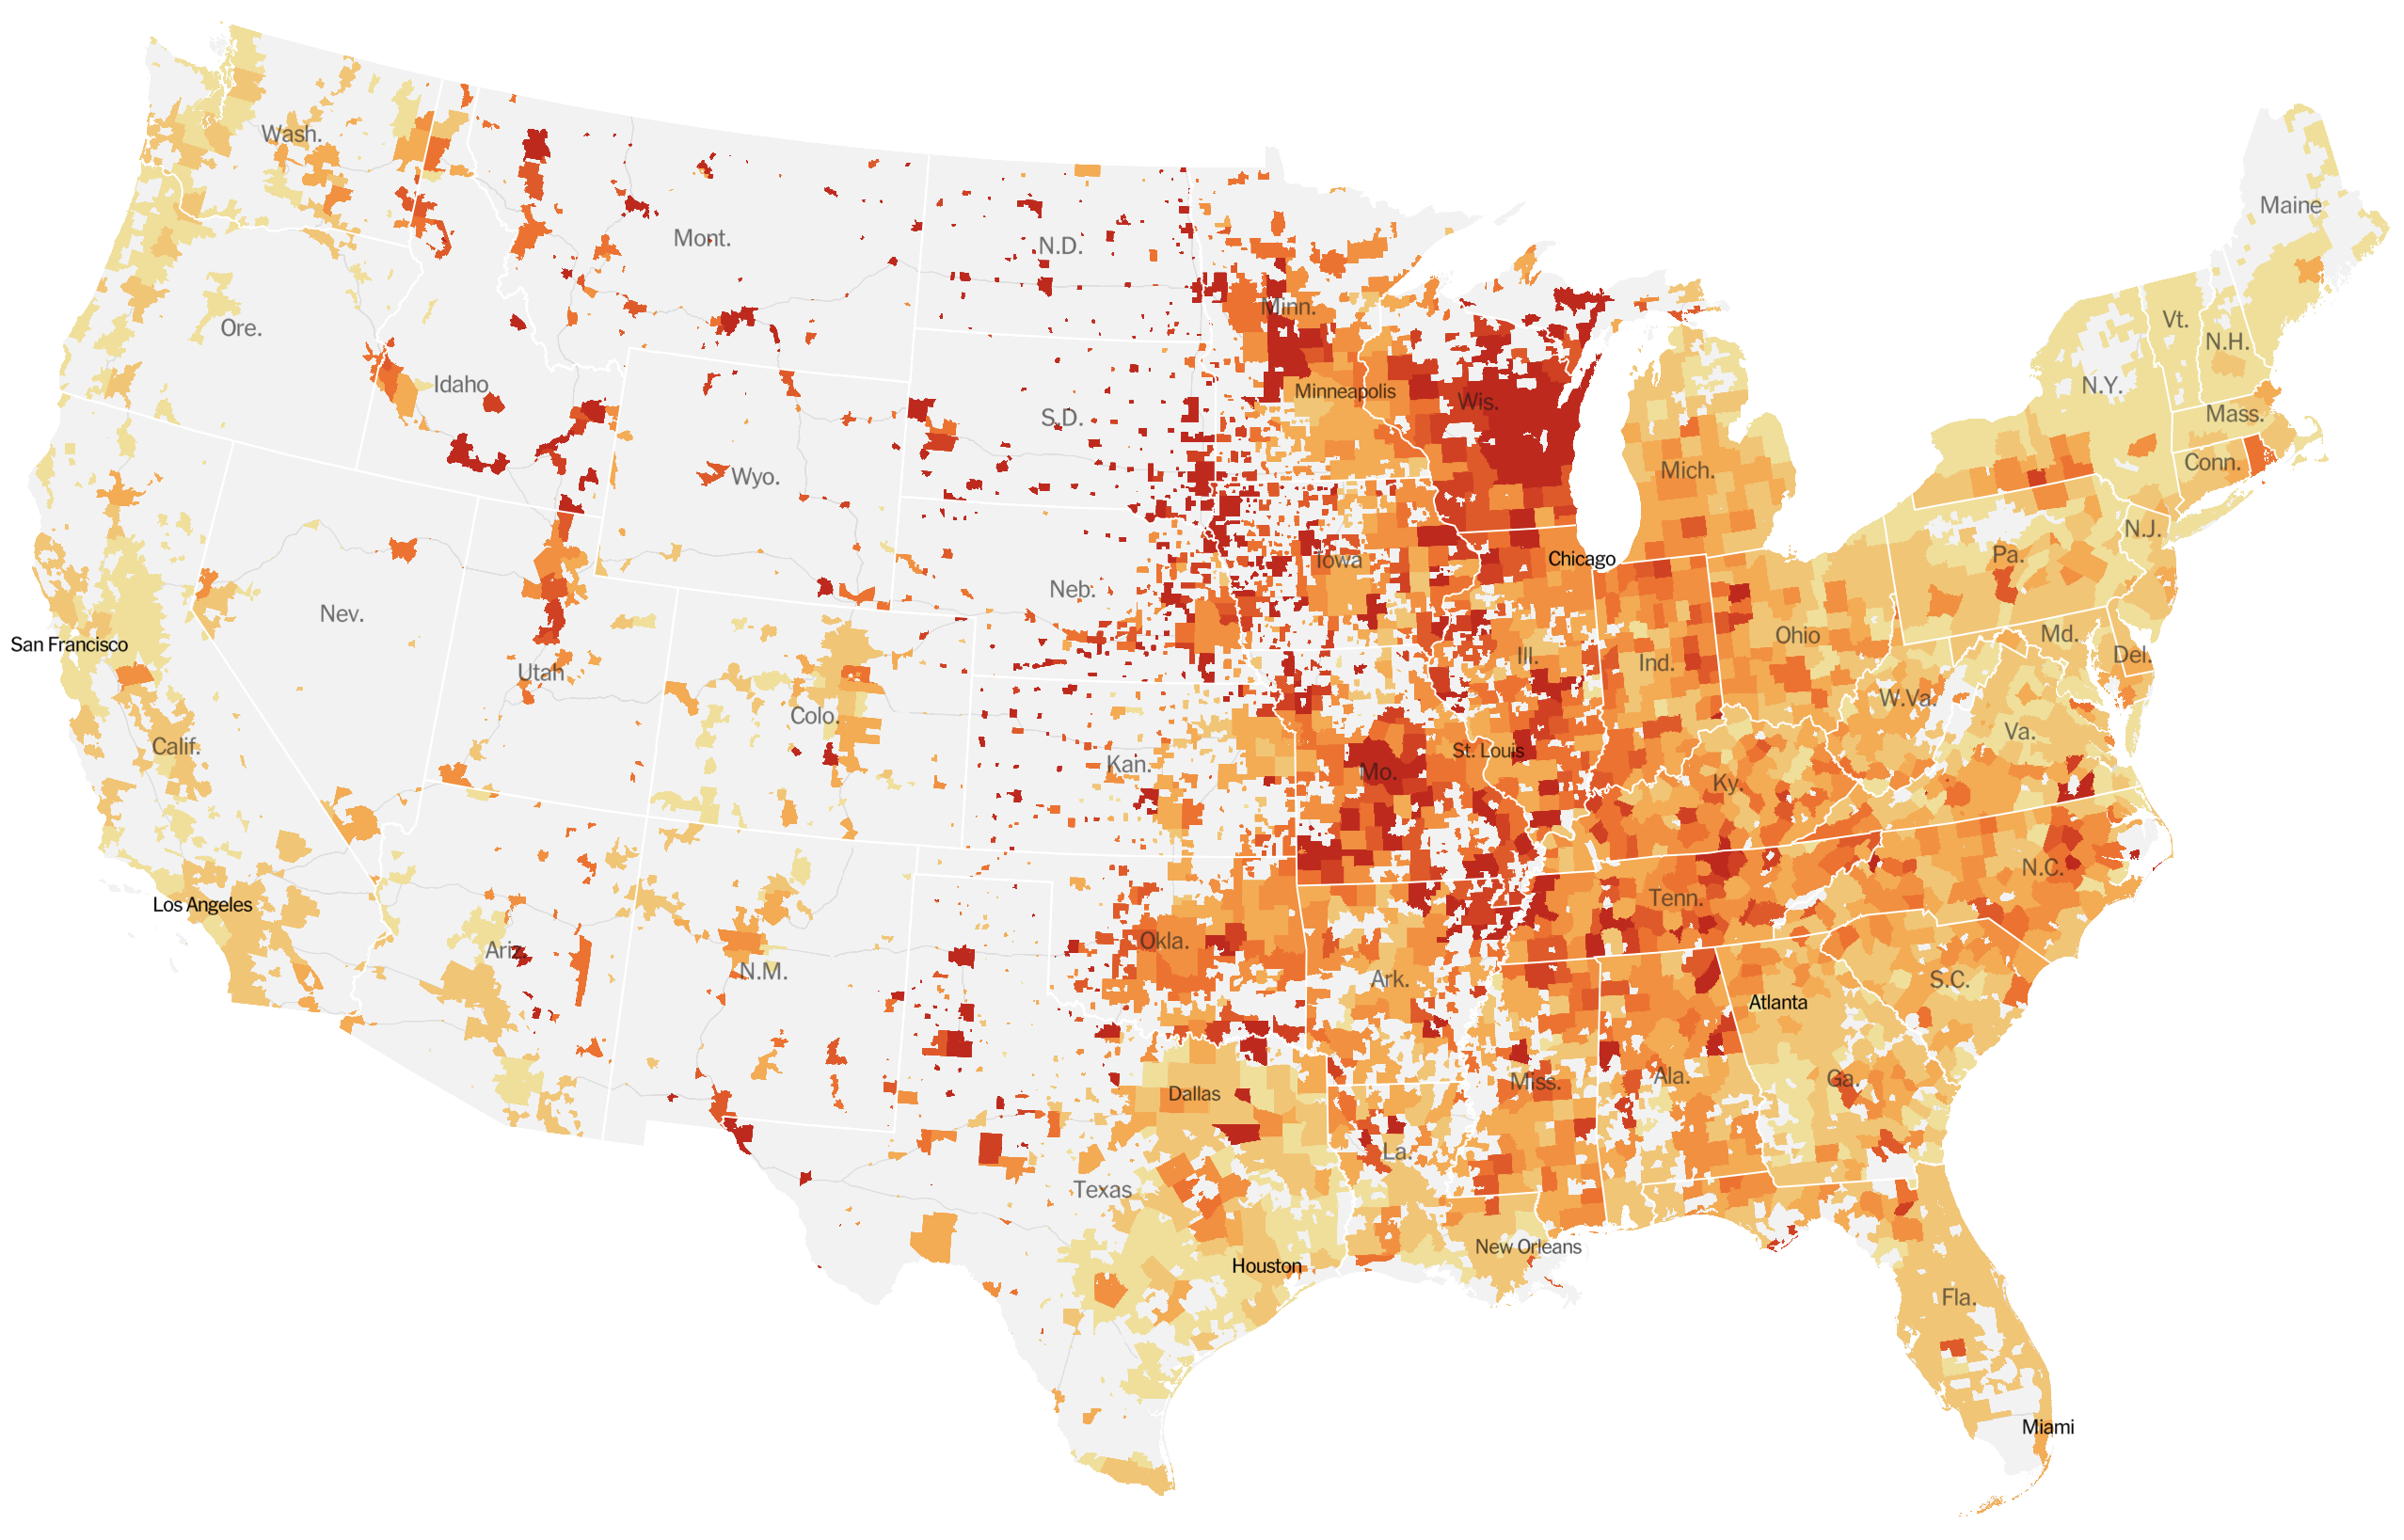 Wash.
Maine
Mont.
N.D.
Minn.
Vt.
N.H.
Ore.
Idaho
Minneapolis
Wis.
N.Y.
Mass.
S.D.
Wyo.
Mich.
Conn.
Iowa
Chicago
Pa.
N.J.
Neb.
Nev.
San Francisco
Utah
Ill.
Ind.
Ohio
Md.
Del.
W.Va.
Colo.
Va.
Calif.
Kan.
Mo.
St. Louis
Ky.
Los Angeles
Tenn.
N.C.
Ariz.
N.M.
Okla.
Ark.
Atlanta
S.C.
Dallas
Miss.
Ala.
Ga.
La.
Texas
New Orleans
Houston
Fla.
Miami